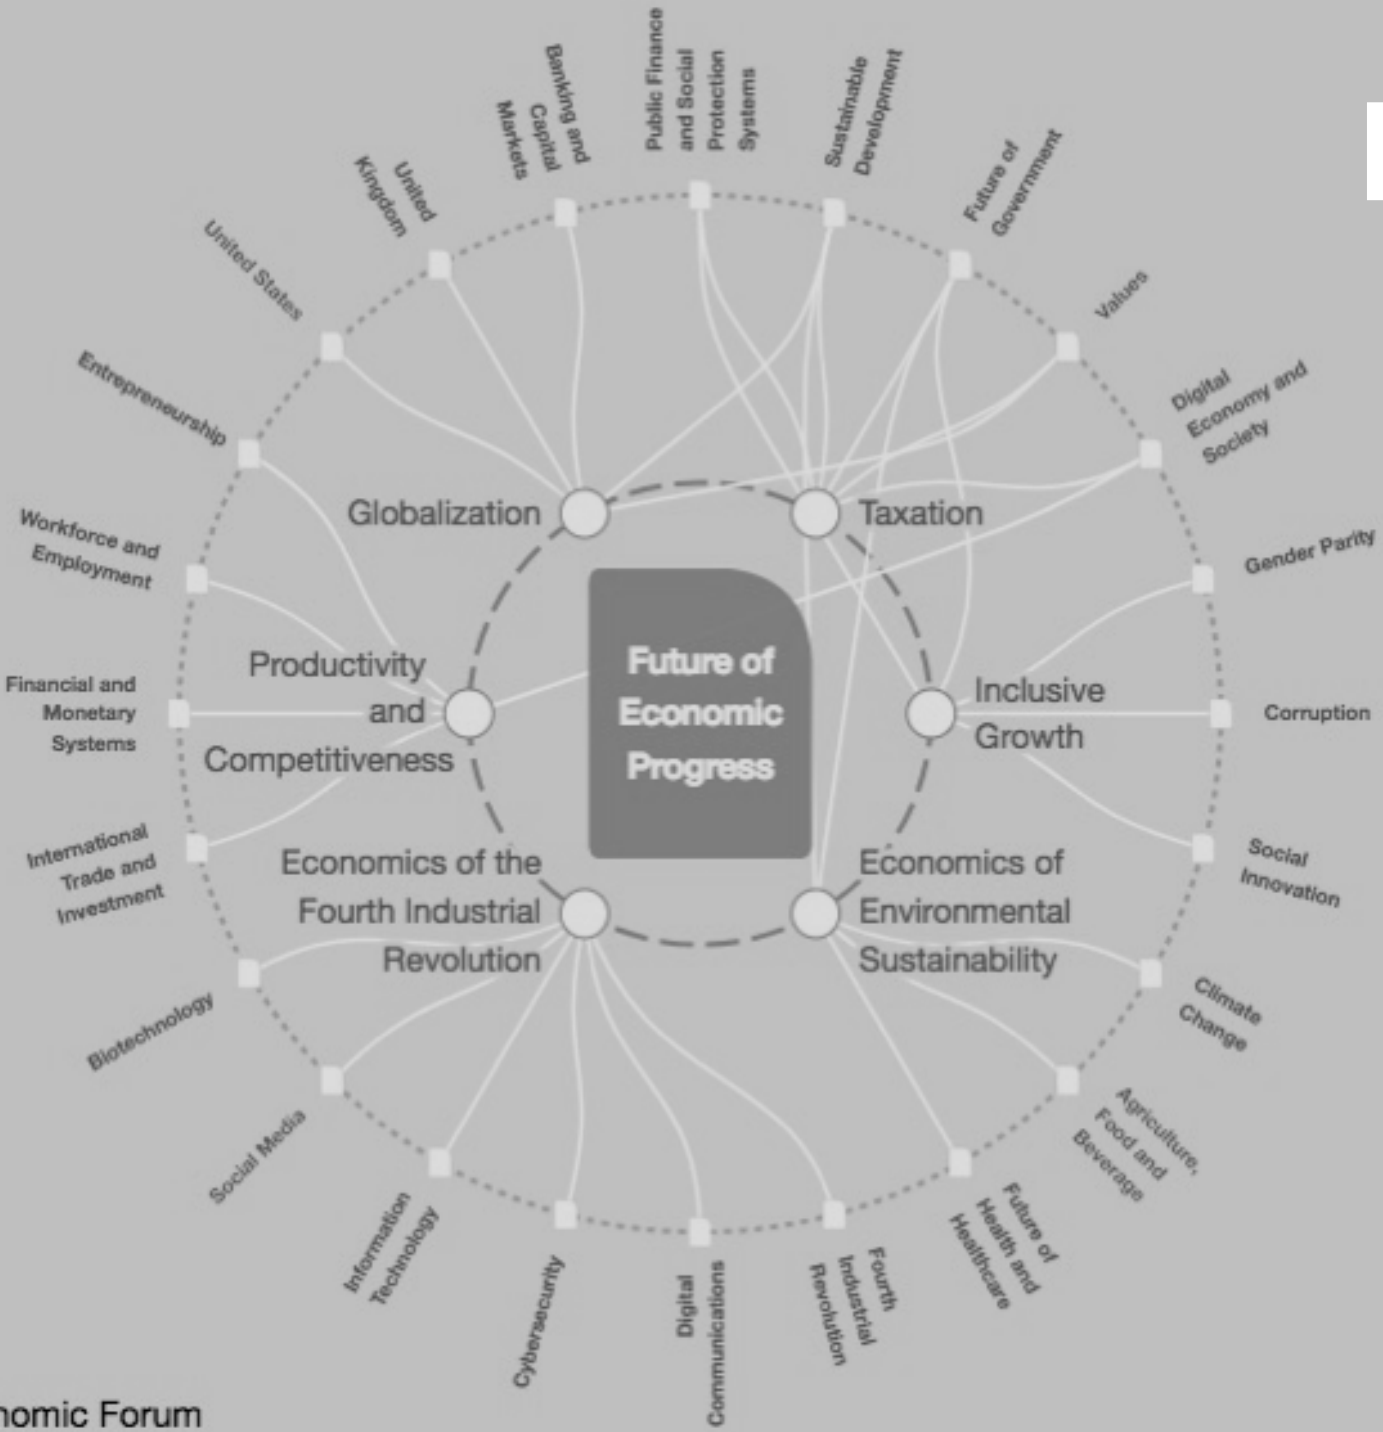 Public Finance
and Social
Protection
Systems
Sustainable
Development
Future of
Government
Values
Digital
Economy and
Society
Gender Parity
Corruption
Social
Innovation
Climate
Change
Agriculture,
Food and
Beverage
Future of
Health and
Healthcare
Fourth
Industrial
Revolution
Digital
Communications
Cybersecurity
Information
Technology
Social Media
Biotechnology
International
Trade and
Investment
Financial and
Monetary
Systems
Workforce and
Employment
Entrepreneurship
United States
United
Kingdom
Banking and
Capital
Markets
Globalization
Taxation
Productivity
and
Competitiveness
Inclusive
Growth
Economics of the
Fourth Industrial
Revolution
Economics of
Environmental
Sustainability
Future of
Economic
Progress
nomic Forum